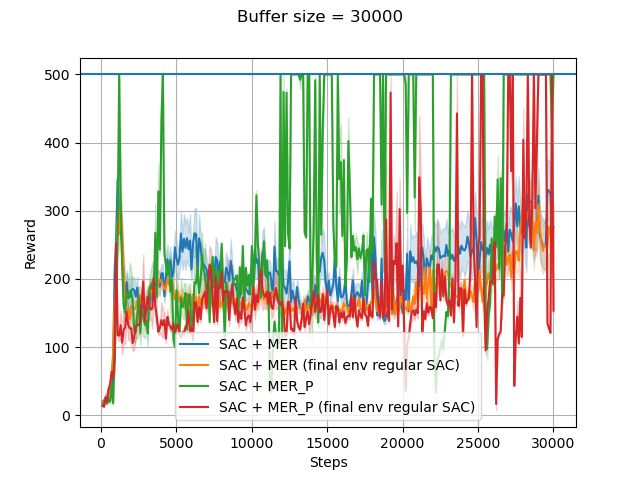 Buffer size = 30000
500
400
300
200
100
0
Reward
SAC + MER
SAC + MER (final env regular SAC)
SAC + MER_P
SAC + MER_P (final env regular SAC)
0 5000 10000 15000 20000 25000 30000
Steps